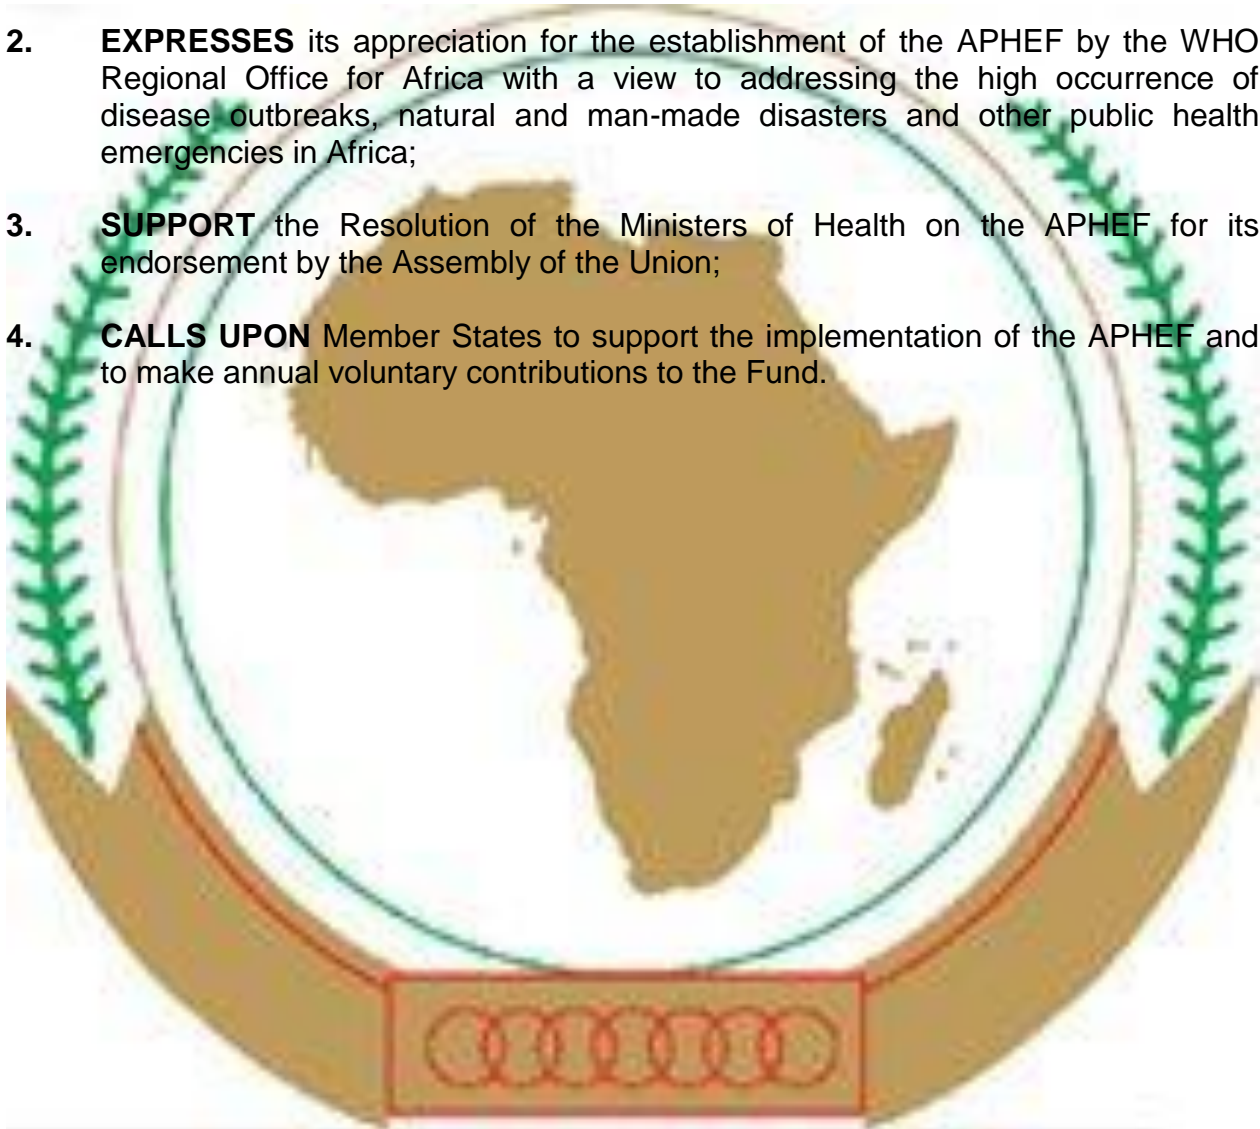 2. EXPRESSES its appreciation for the establishment of the APHEF by the WHO
Regional Office for Africa with a view to addressing the high occurrence of
disease outbreaks, natural and man-made disasters and other public health
emergencies in Africa;
3. SUPPORT the Resolution of the Ministers of Health on the APHEF for its
endorsement by the Assembly of the Union;
4. CALLS UPON Member States to support the implementation of the APHEF and
to make annual voluntary contributions to the Fund.